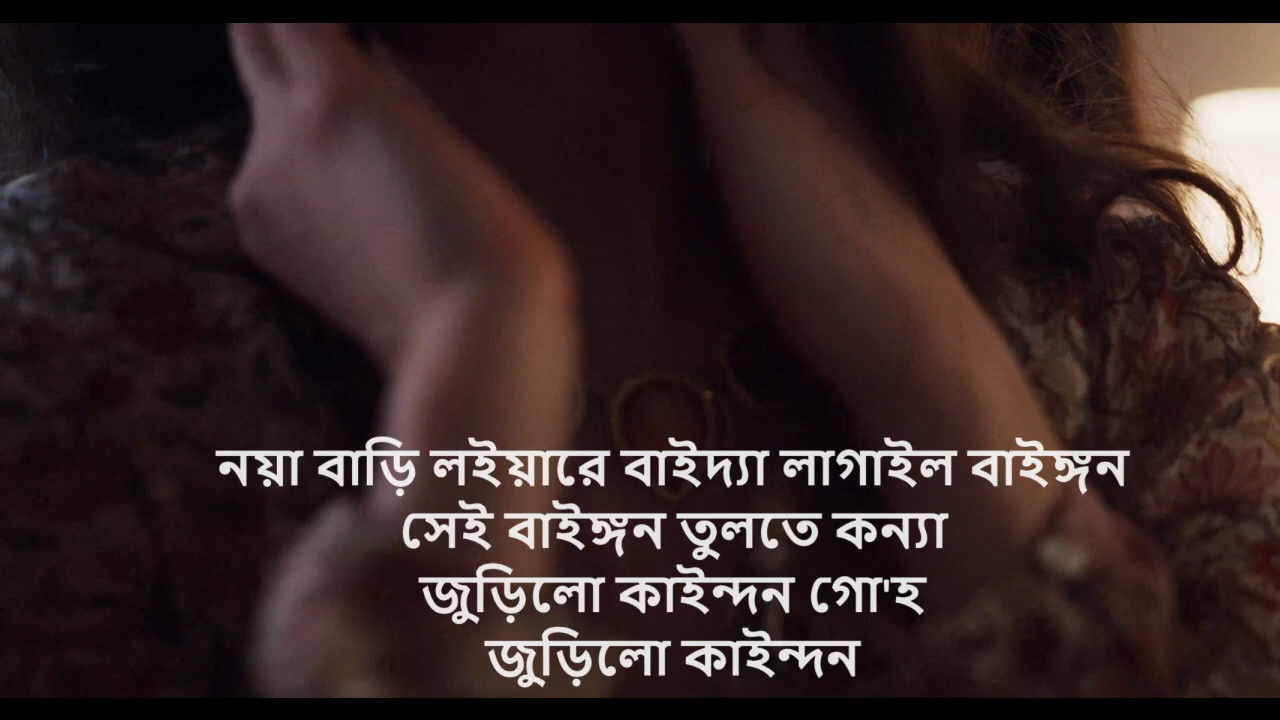 নয়া বাড়ি লইয়ারে বাইদ্যা লাগাইল বাইঙ্গন
সেই বাইঙ্গন তুলতে কন্যা
জুড়িলো কাইন্দন গো'হ
জুড়িলো কাইন্দন